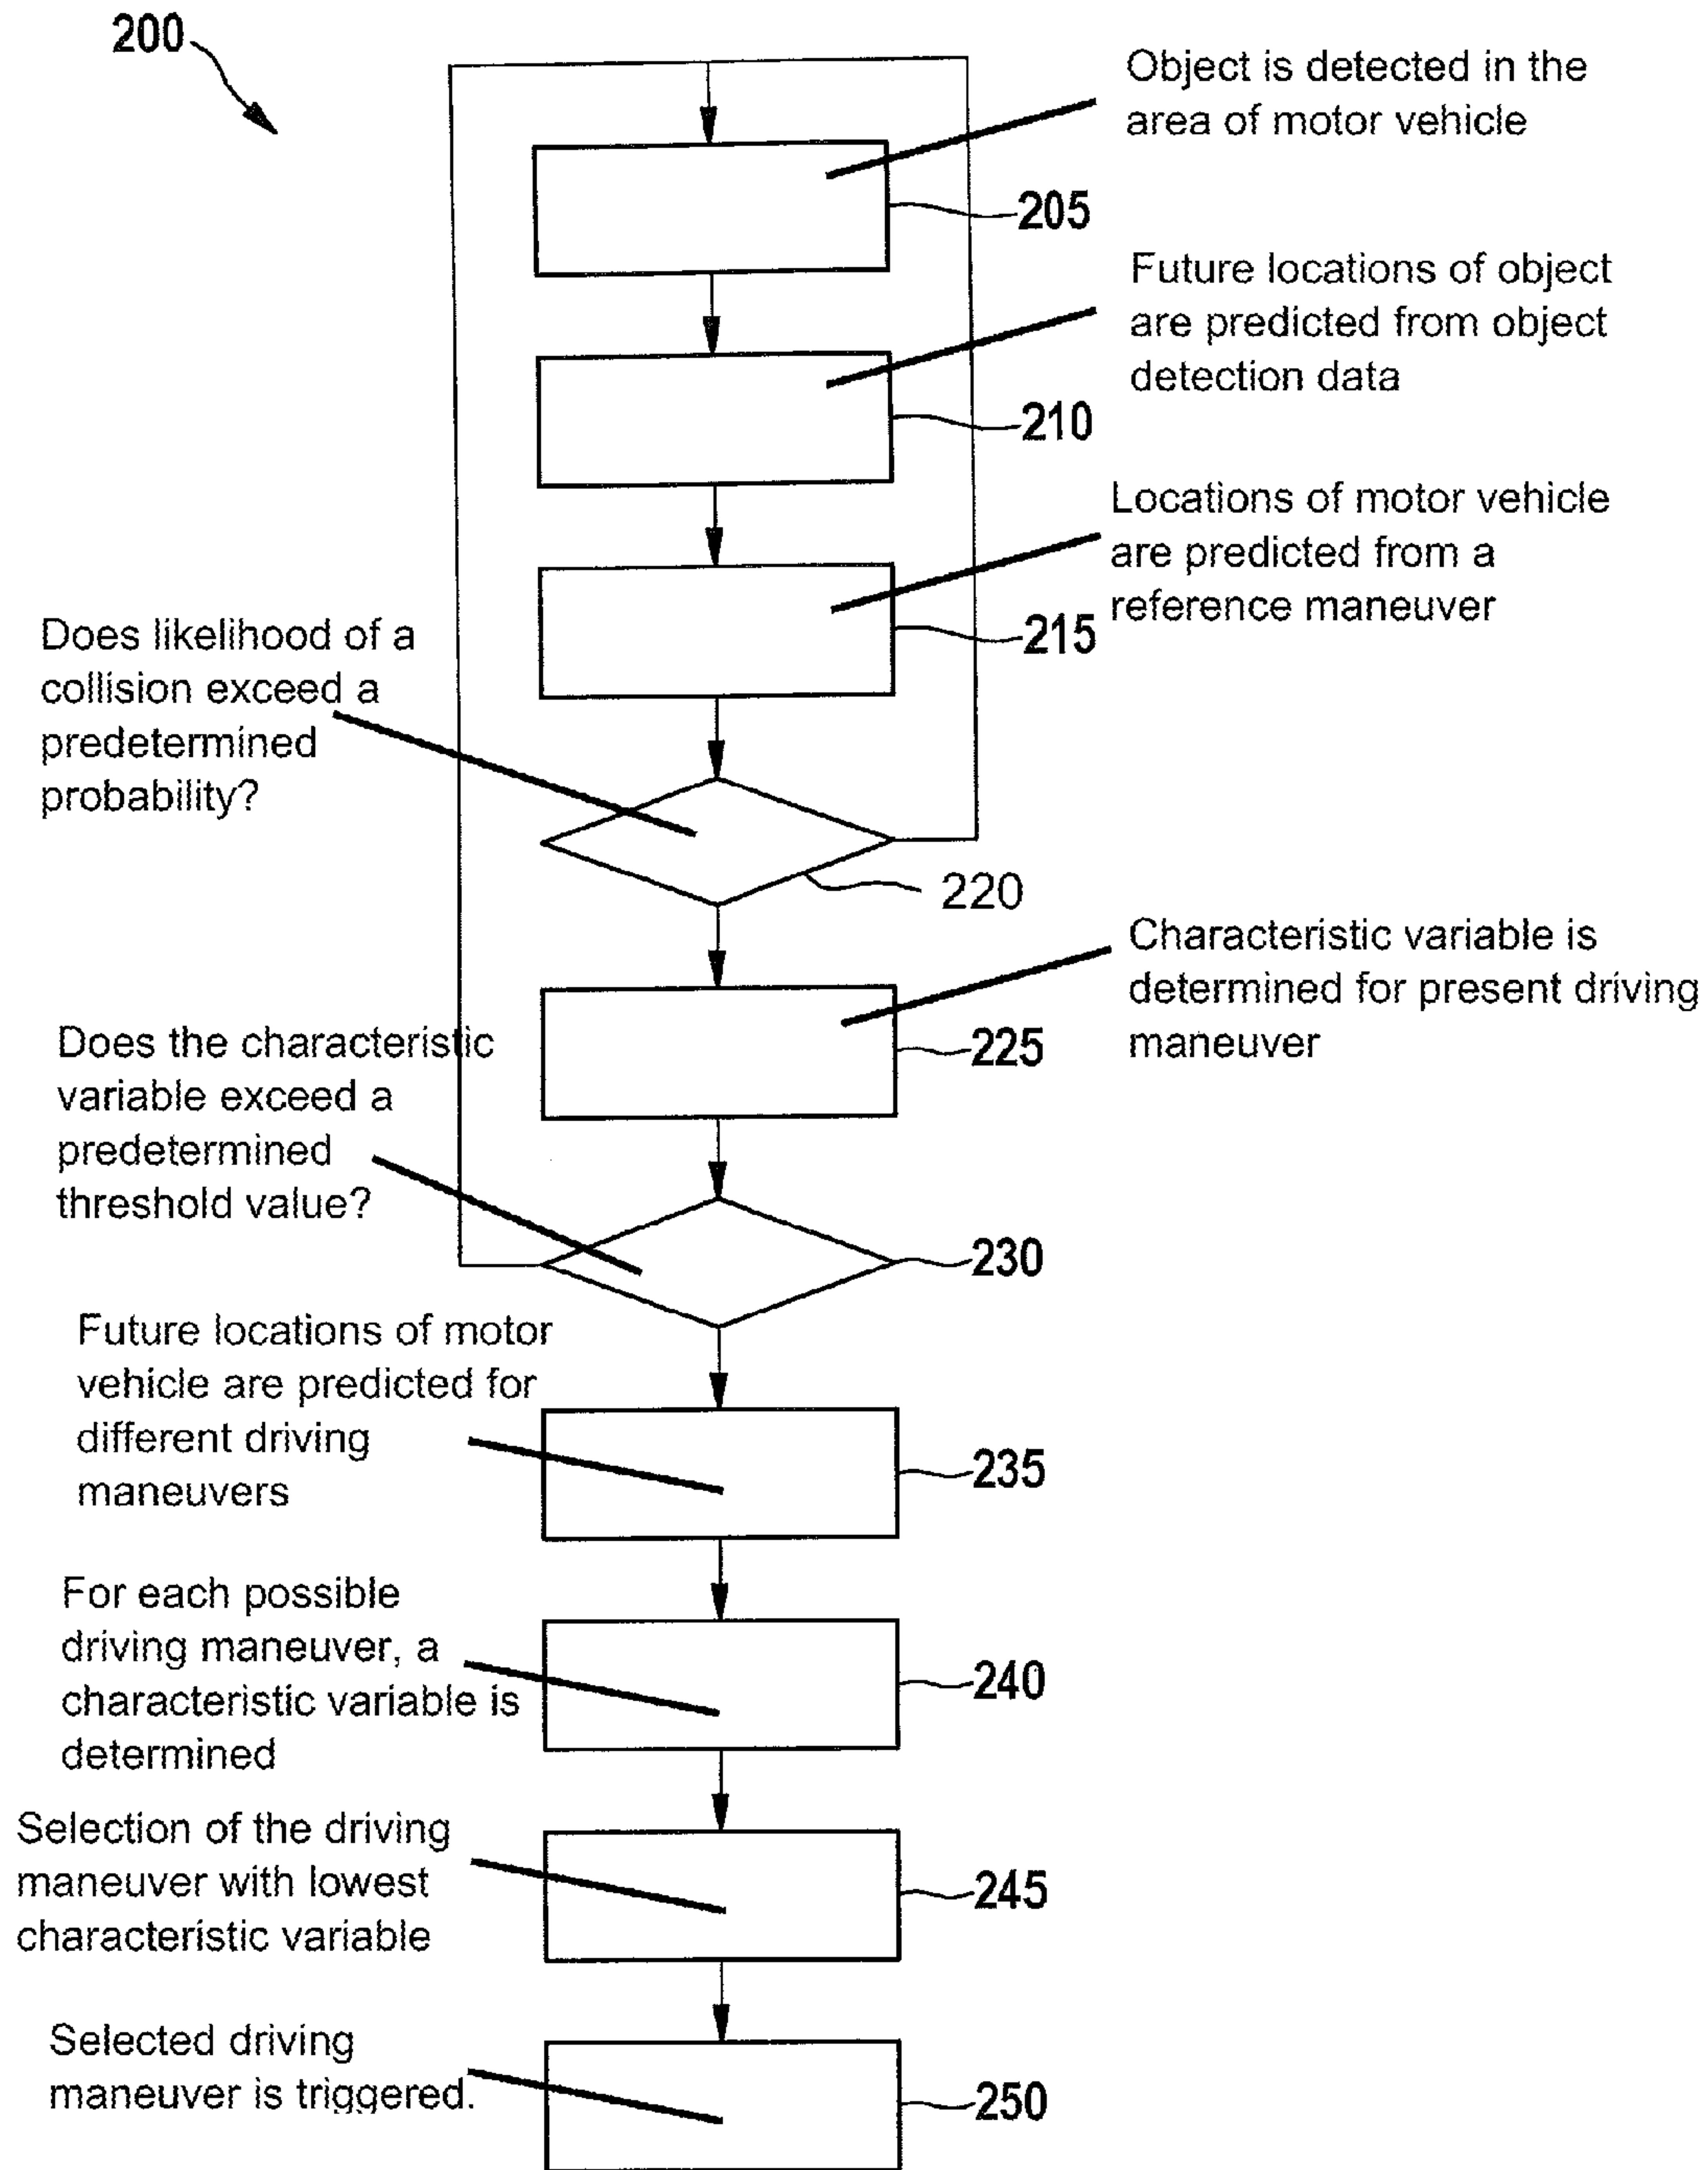 200
Object is detected in the
area of motor vehicle
205
Future locations of object
are predicted from object
detection data
210
Locations of motor vehicle
are predicted from a
reference maneuver
215
Does likelihood of a
collision exceed a
predetermined
probability?
220
Characteristic variable is
determined for present driving
maneuver
225
Does the characteristic
variable exceed a
predetermined
threshold value?
230
Future locations of motor
vehicle are predicted for
different driving
maneuvers
235
For each possible
driving maneuver, a
characteristic variable is
determined
240
Selection of the driving
maneuver with lowest
characteristic variable
245
Selected driving
maneuver is triggered.
250